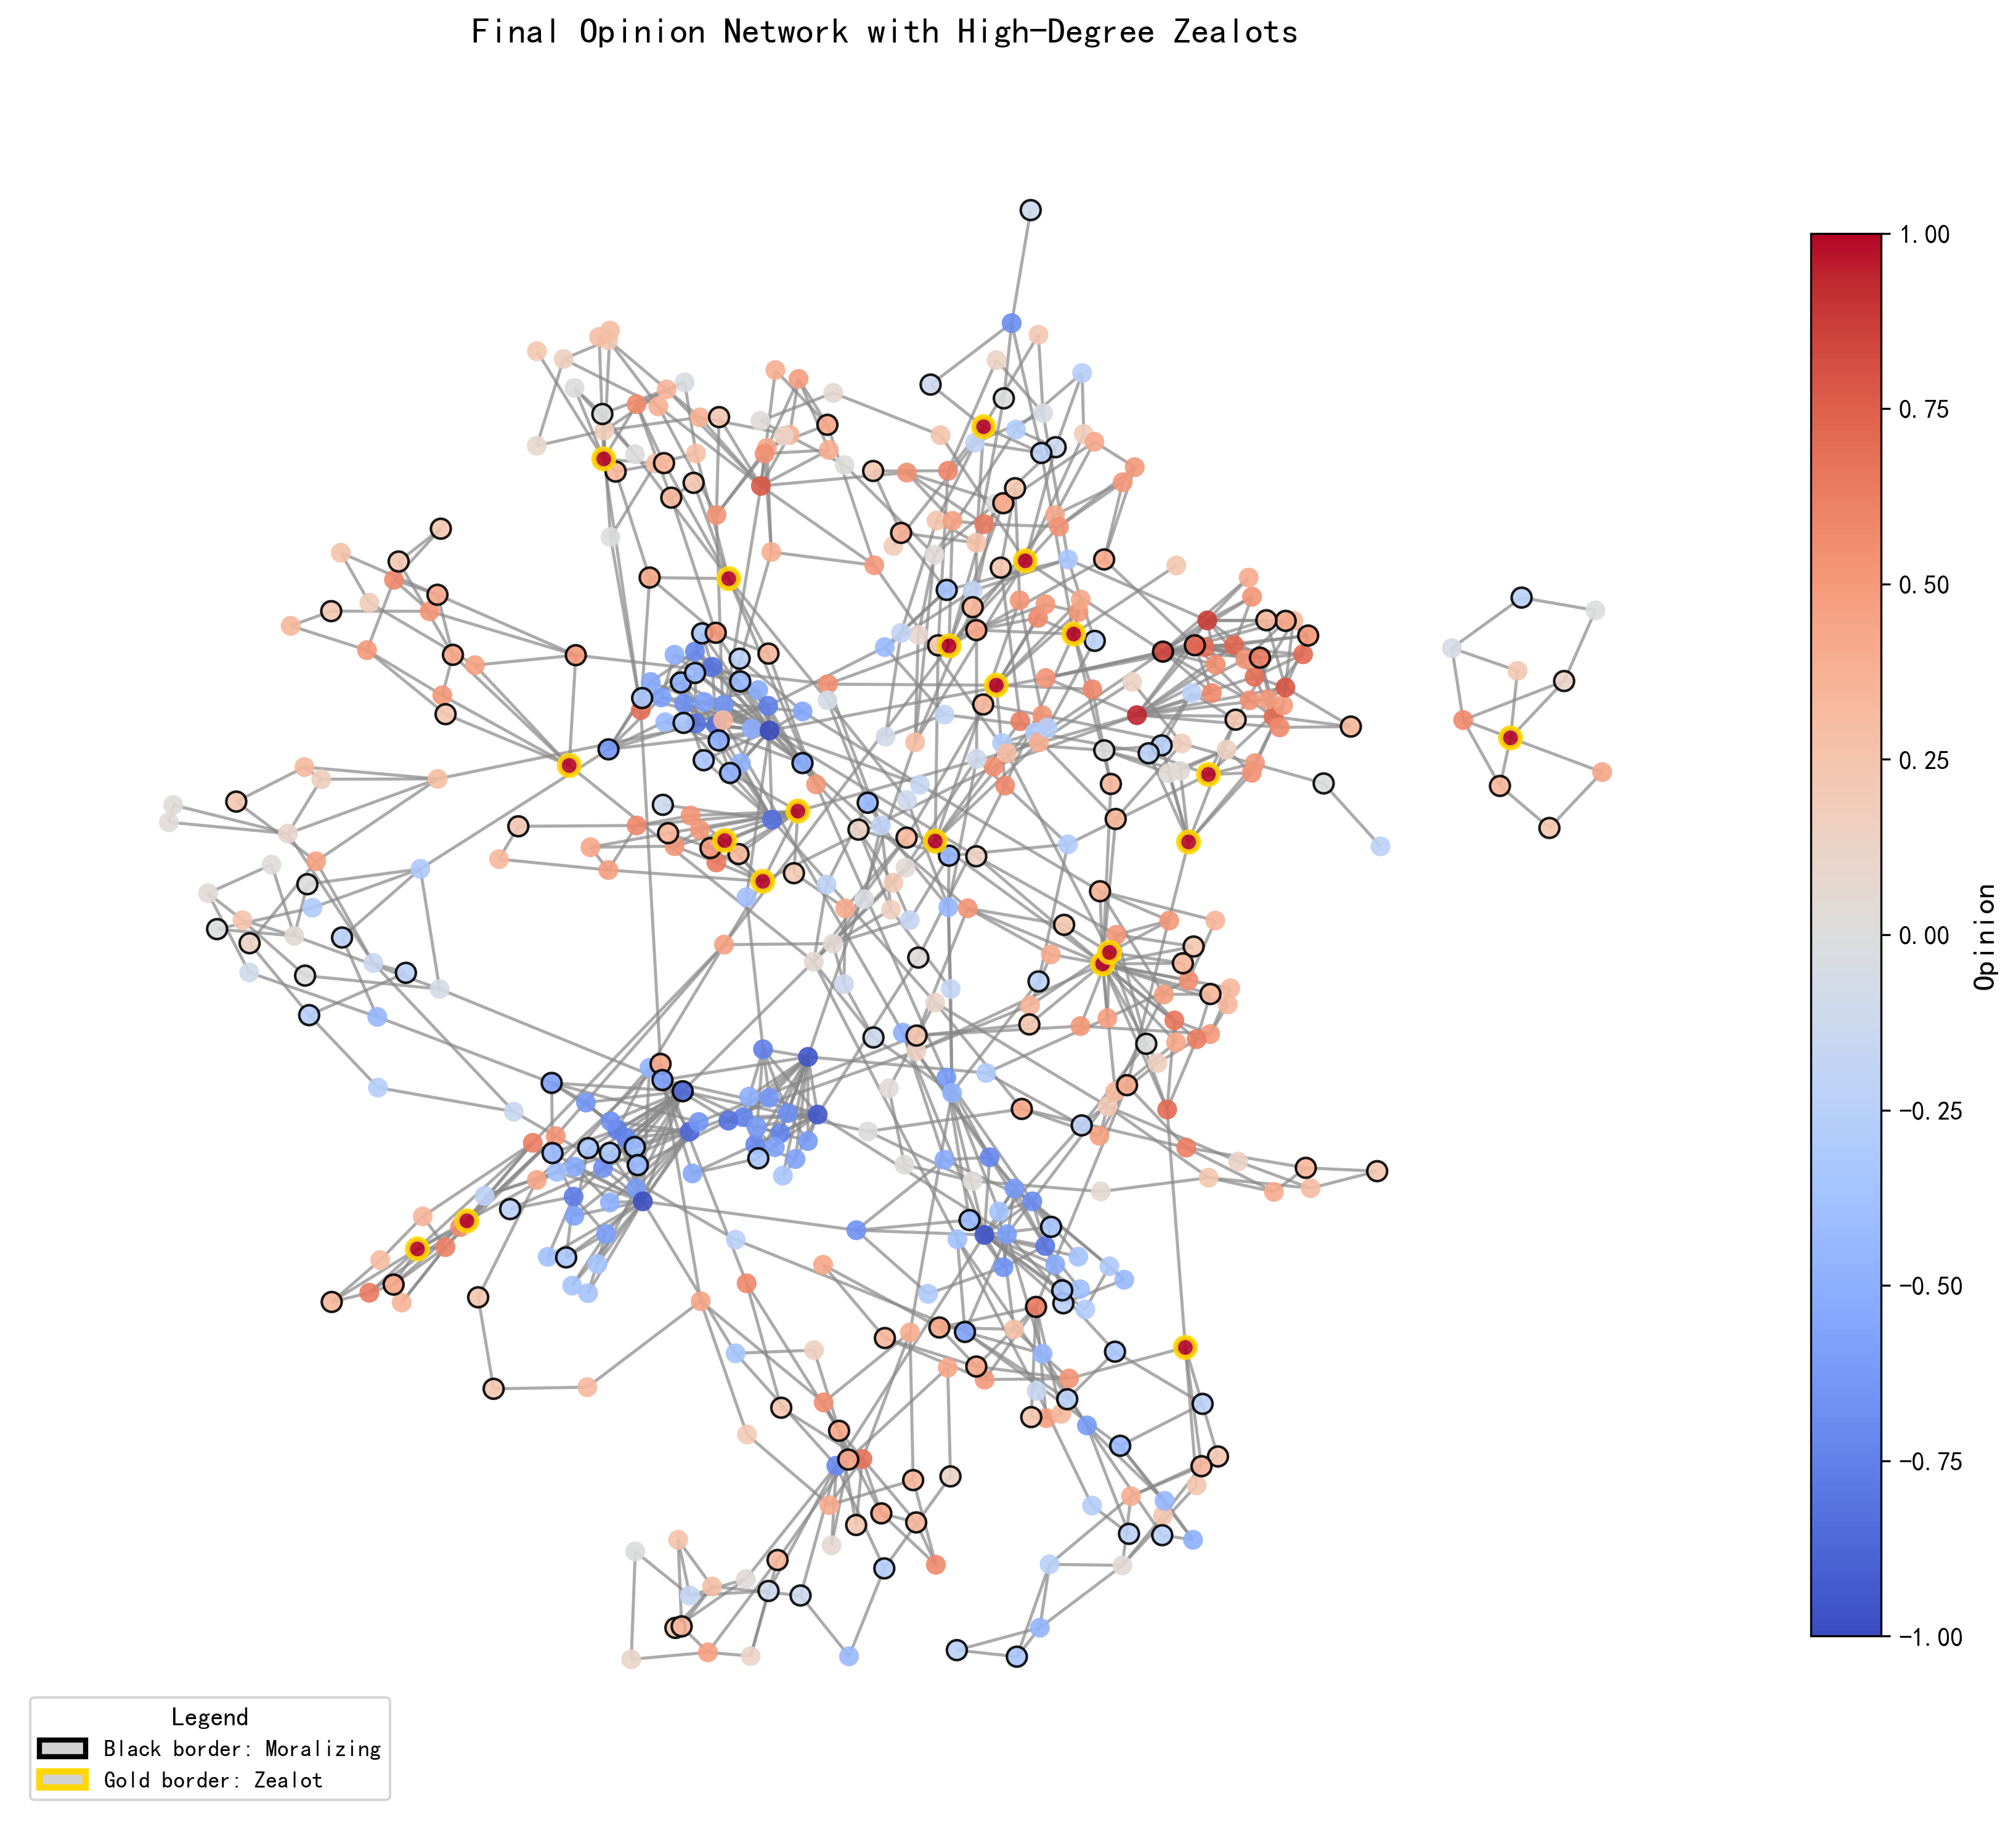 Final Opinion Network with High-Degree Zealots
1.00
0.75
0.50
0.25
0.00
−0.25
−0.50
−0.75
−1.00
Opinion
Legend
Black border: Moralizing
Gold border: Zealot